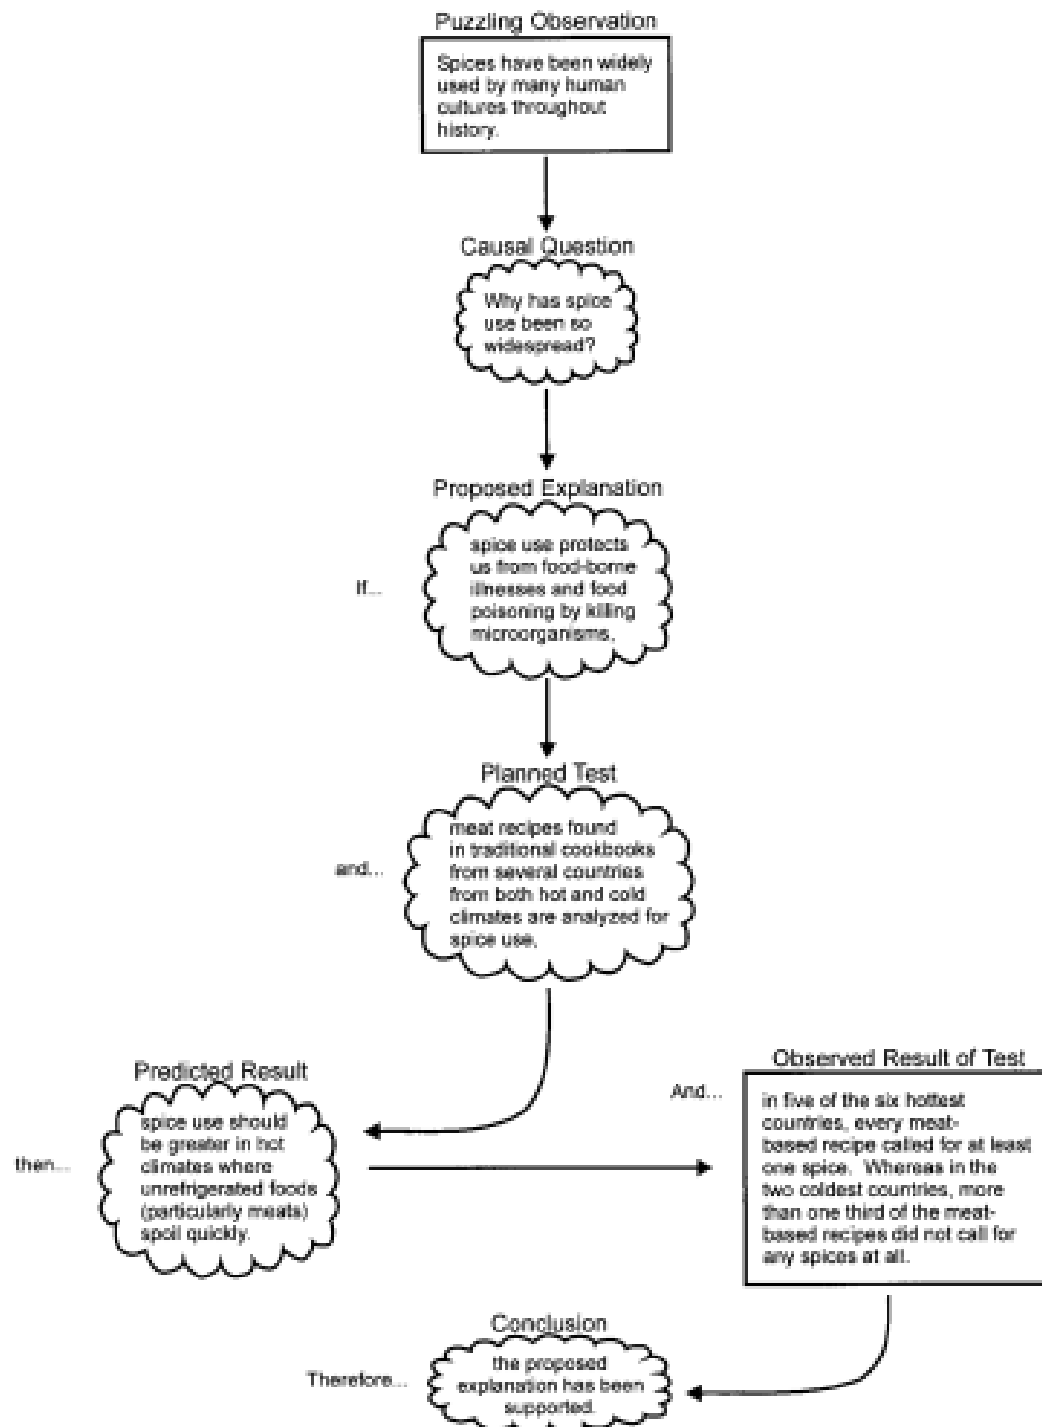 Puzzling Observation
Spices have been widely
used by many human
cultures throughout
history.
Causal Question
Why has spice
use been so
widespread?
Proposed Explanation
If...
spice use protects
us from food-borne
illnesses and food
poisoning by killing
microorganisms,
Planned Test
and...
meat recipes found
in traditional cookbooks
from several countries
from both hot and cold
climates are analyzed for
spice use,
Predicted Result
then...
spice use should
be greater in hot
climates where
unrefrigerated foods
(particularly meats)
spoil quickly.
Observed Result of Test
And...
in five of the six hottest
countries, every meat-
based recipe called for at least
one spice. Whereas in the
two coldest countries, more
than one third of the meat-
based recipes did not call for
any spices at all.
Conclusion
Therefore...
the proposed
explanation has been
supported.